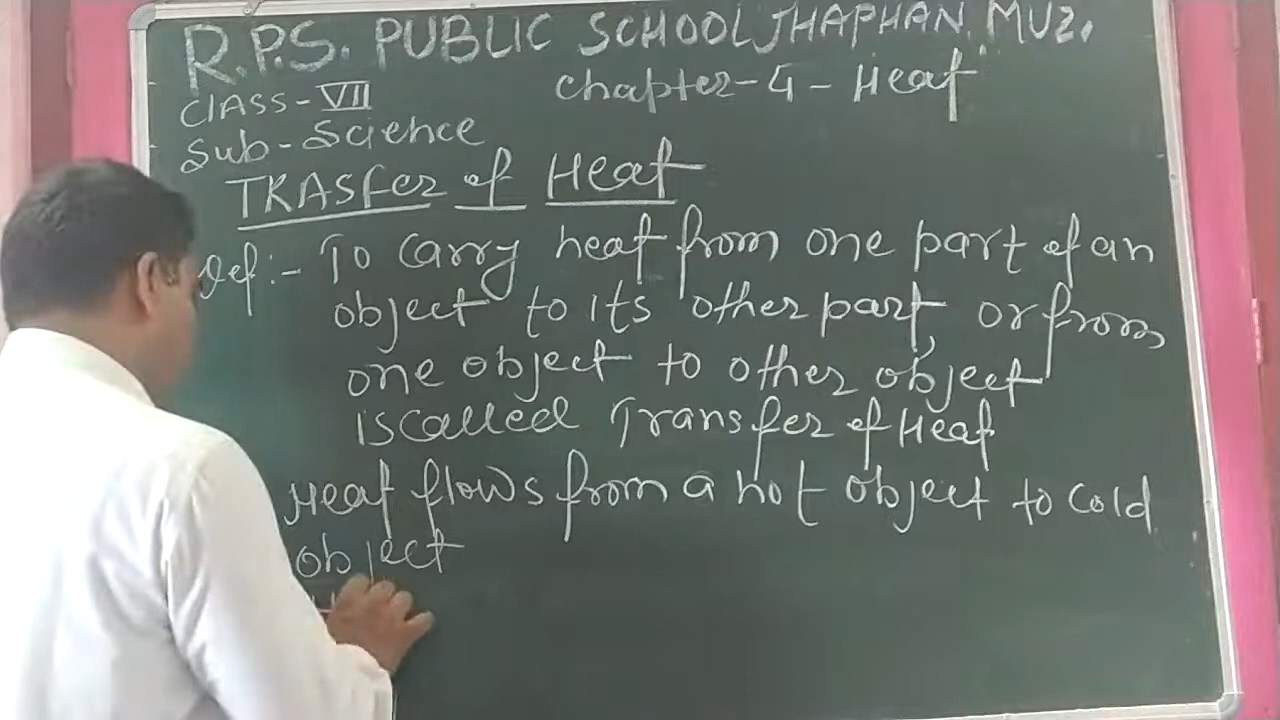 R.P.S. PUBLIC SCHOOL JHAPHAN, MUZ.
Chapter-4 - Heat
CLASS-VII
Sub-Science
TRASfer of Heat
Def:- To Carry heat from one part of an
object to its other part, or from
one object to other object
is called Transfer of Heat
Heat flows from a hot object to cold
object